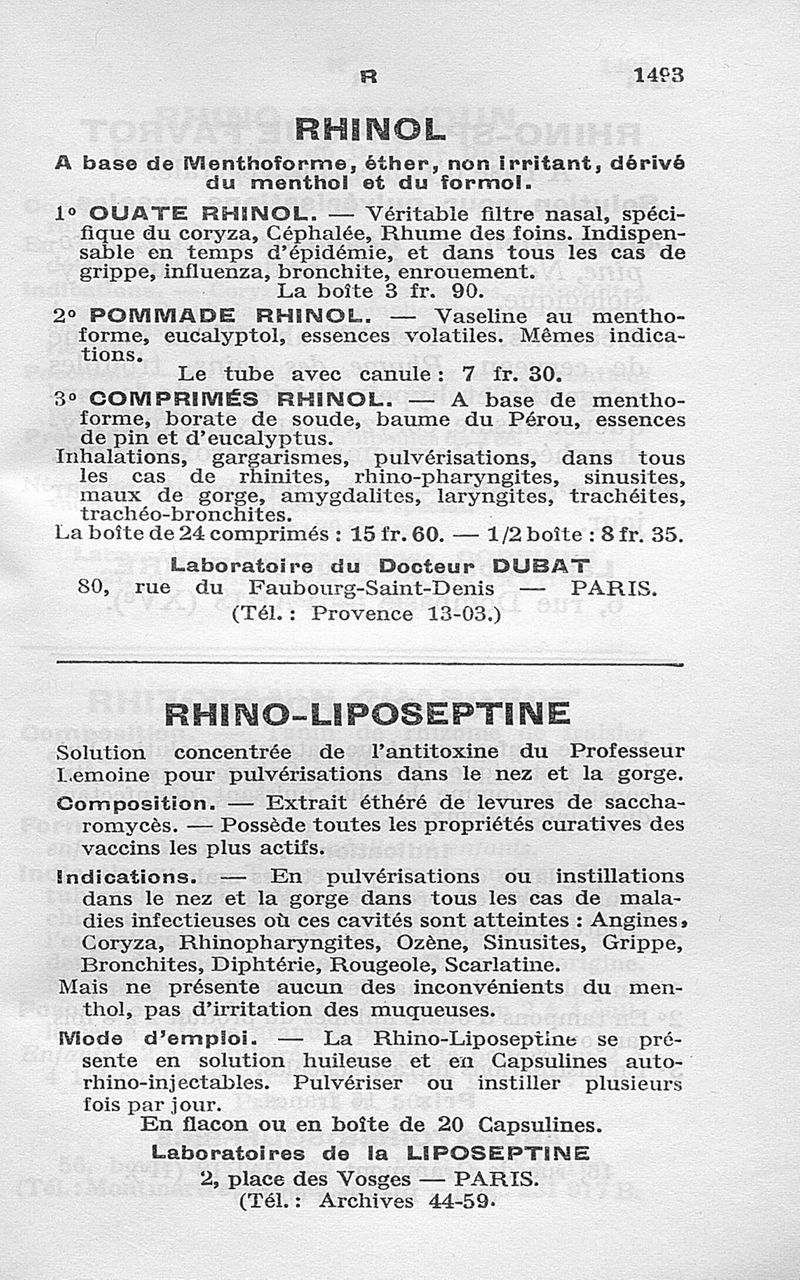 R 1493
RHINOL
A base de Menthoforme, éther, non irritant, dérivé
du menthol et du formol.
1º OUATE RHINOL. — Véritable filtre nasal, spéci-
fique du coryza, Céphalée, Rhume des foins. Indispen-
sable en temps d'épidémie, et dans tous les cas de
grippe, influenza, bronchite, enrouement.
La boîte 3 fr. 90.
2º POMMADE RHINOL. — Vaseline au mentho-
forme, eucalyptol, essences volatiles. Mêmes indica-
tions.
Le tube avec canule : 7 fr. 30.
3º COMPRIMÉS RHINOL. — A base de mentho-
forme, borate de soude, baume du Pérou, essences
de pin et d'eucalyptus.
Inhalations, gargarismes, pulvérisations, dans tous
les cas de rhinites, rhino-pharyngites, sinusites,
maux de gorge, amygdalites, laryngites, trachéites,
trachéo-bronchites.
La boîte de 24 comprimés : 15 fr. 60. — 1/2 boîte : 8 fr. 35.
Laboratoire du Docteur DUBAT
80, rue du Faubourg-Saint-Denis — PARIS.
(Tél. : Provence 13-03.)
RHINO-LIPOSEPTINE
Solution concentrée de l'antitoxine du Professeur
Lemoine pour pulvérisations dans le nez et la gorge.
Composition. — Extrait éthéré de levures de saccha-
romycès. — Possède toutes les propriétés curatives des
vaccins les plus actifs.
Indications. — En pulvérisations ou instillations
dans le nez et la gorge dans tous les cas de mala-
dies infectieuses où ces cavités sont atteintes : Angines,
Coryza, Rhinopharyngites, Ozène, Sinusites, Grippe,
Bronchites, Diphtérie, Rougeole, Scarlatine.
Mais ne présente aucun des inconvénients du men-
thol, pas d'irritation des muqueuses.
Mode d'emploi. — La Rhino-Liposeptine se pré-
sente en solution huileuse et en Capsulines auto-
rhino-injectables. Pulvériser ou instiller plusieurs
fois par jour.
En flacon ou en boîte de 20 Capsulines.
Laboratoires de la LIPOSEPTINE
2, place des Vosges — PARIS.
(Tél. : Archives 44-59.